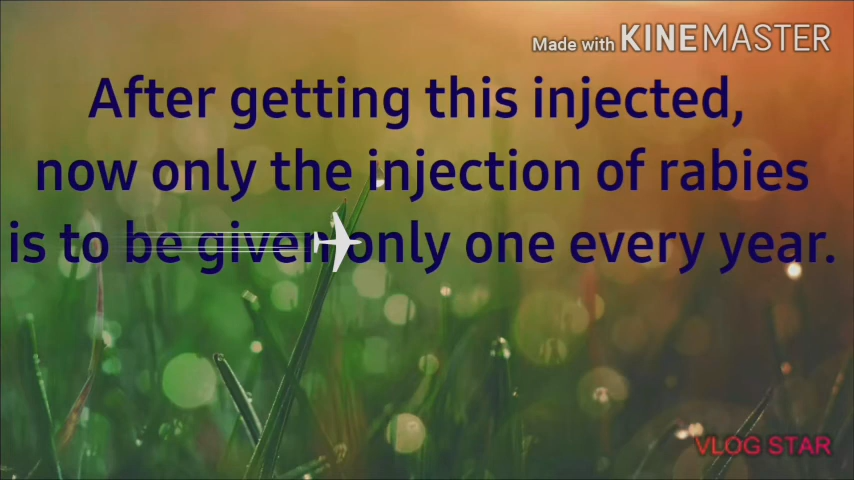 Made with KINEMASTER
After getting this injected,
now only the injection of rabies
is to be given only one every year.
VLOG STAR